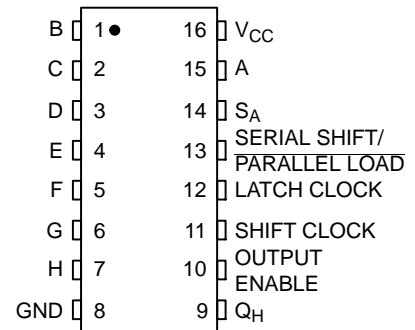 B 1 16 VCC
C 2 15 A
D 3 14 SA
E 4 13 SERIAL SHIFT/
PARALLEL LOAD
F 5 12 LATCH CLOCK
G 6 11 SHIFT CLOCK
H 7 10 OUTPUT
ENABLE
GND 8 9 QH